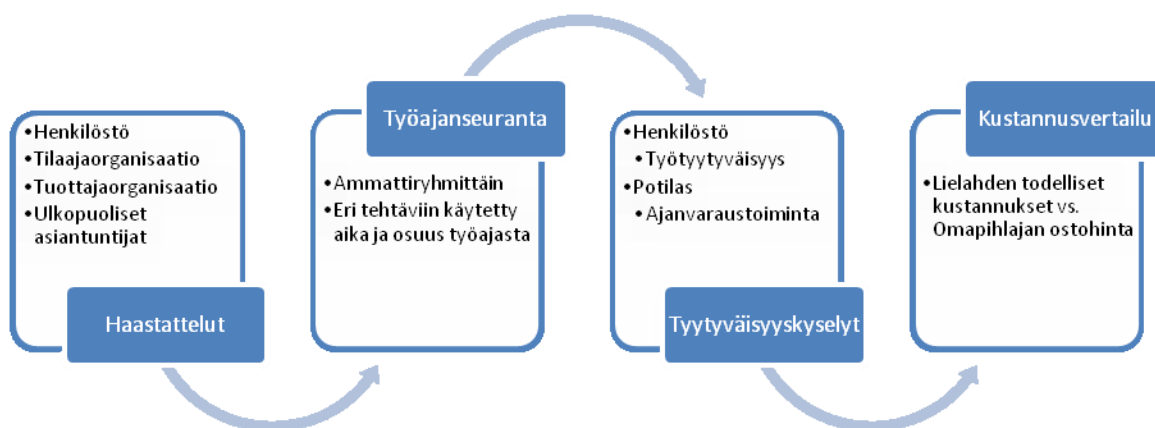 •Henkilöstö
•Tilaajaorganisaatio
•Tuottajaorganisaatio
•Ulkopuoliset
asiantuntijat
Haastattelut
Työajanseuranta
•Ammattiryhmittäin
•Eri tehtäviin käytetty
aika ja osuus työajasta
•Henkilöstö
•Työtyytyväisyys
•Potilas
•Ajanvaraustoiminta
Tyytyväisyyskyselyt
Kustannusvertailu
•Lielahden todelliset
kustannukset vs.
Omapihlajan ostohinta